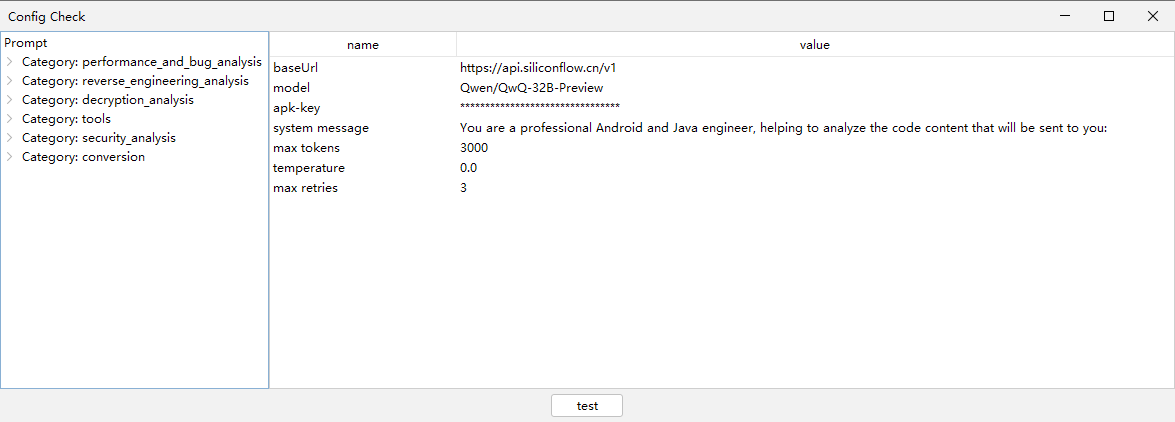 Config Check
Prompt
Category: performance_and_bug_analysis
Category: reverse_engineering_analysis
Category: decryption_analysis
Category: tools
Category: security_analysis
Category: conversion
name value
baseUrl https://api.siliconflow.cn/v1
model Qwen/QwQ-32B-Preview
apk-key ********************************
system message You are a professional Android and Java engineer, helping to analyze the code content that will be sent to you:
max tokens 3000
temperature 0.0
max retries 3
test